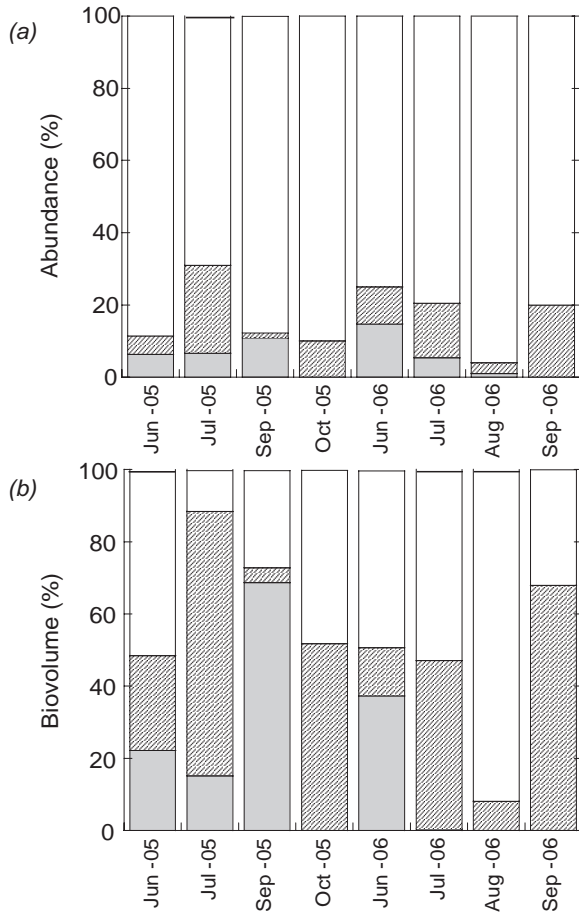 (a)
Abundance (%)
100
80
60
40
20
0
Jun -05
Jul -05
Sep -05
Oct -05
Jun -06
Jul -06
Aug -06
Sep -06
(b)
Biovolume (%)
100
80
60
40
20
0
Jun -05
Jul -05
Sep -05
Oct -05
Jun -06
Jul -06
Aug -06
Sep -06